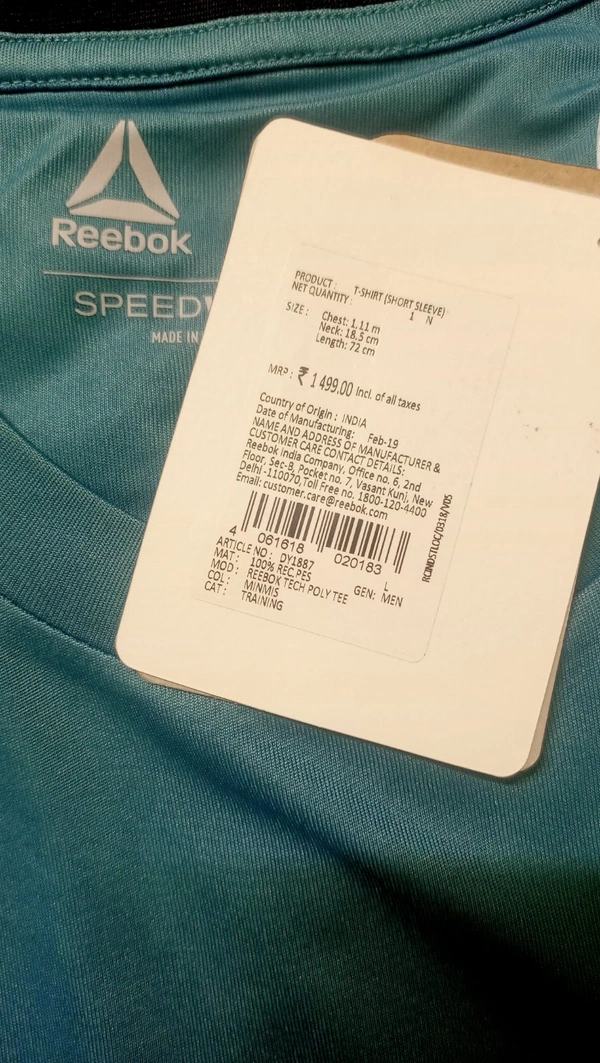 Reebok
MADE IN
PRODUCT : T-SHIRT (SHORT SLEEVE)
NET QUANTITY : 1 N
SIZE : Chest: 1.11 m
Neck: 18.5 cm
Length: 72 cm
MRP : ₹ 1 499.00 incl. of all taxes
Country of Origin : INDIA
Date of Manufacturing: Feb-19
NAME AND ADDRESS OF MANUFACTURER &
CUSTOMER CARE CONTACT DETAILS:
Reebok India Company, Office no. 6, 2nd
Floor, Sec-B, Pocket no. 7, Vasant Kunj, New
Delhi -110070,Toll Free no. 1800-120-4400
Email: customer.care@reebok.com
4 061618 020183
L
ARTICLE NO : DY1887
MAT : 100% REC.PES
GEN: MEN
MOD : REEBOK TECH POLY TEE
COL : MINMIS
CAT : TRAINING
RCINDSTLOC/0318/VDS